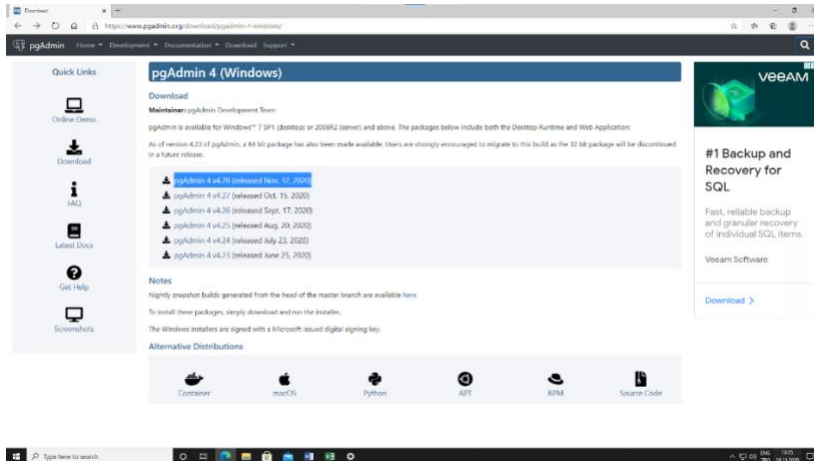 Download
https://www.pgadmin.org/download/pgadmin-4-windows/
pgAdmin Home Development Documentation Download Support
Quick Links
Online Demo
Download
FAQ
Latest Docs
Get Help
Screenshots
pgAdmin 4 (Windows)
Download
Maintainer: pgAdmin Development Team
pgAdmin is available for Windows™ 7 SP1 (desktop) or 2008R2 (server) and above. The packages below include both the Desktop Runtime and Web Application:
As of version 4.23 of pgAdmin, a 64 bit package has also been made available. Users are strongly encouraged to migrate to this build as the 32 bit package will be discontinued
in a future release.
pgAdmin 4 v4.28 (released Nov. 12, 2020)
pgAdmin 4 v4.27 (released Oct. 15, 2020)
pgAdmin 4 v4.26 (released Sept. 17, 2020)
pgAdmin 4 v4.25 (released Aug. 20, 2020)
pgAdmin 4 v4.24 (released July 23, 2020)
pgAdmin 4 v4.23 (released June 25, 2020)
Notes
Nightly snapshot builds generated from the head of the master branch are available here.
To install these packages, simply download and run the installer.
The Windows installers are signed with a Microsoft issued digital signing key.
Alternative Distributions
Container
macOS
Python
APT
RPM
Source Code
veeam
#1 Backup and
Recovery for
SQL
Fast, reliable backup
and granular recovery
of individual SQL items.
Veeam Software
Download
Type here to search
ENG